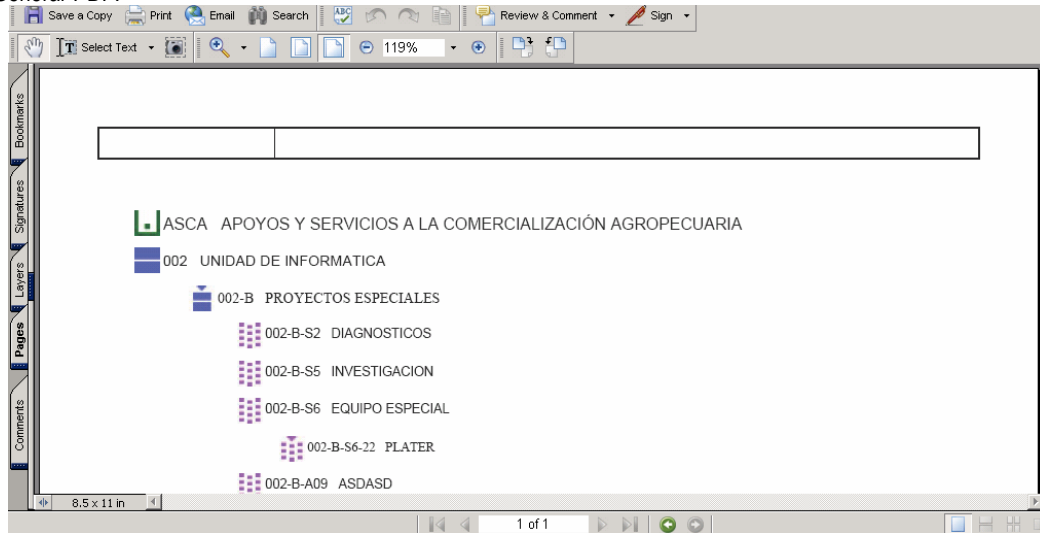 Save a Copy Print Email Search Review & Comment Sign
Select Text 119%
Bookmarks
Signatures
Layers
Pages
Comments
ASCA APOYOS Y SERVICIOS A LA COMERCIALIZACIÓN AGROPECUARIA
002 UNIDAD DE INFORMATICA
002-B PROYECTOS ESPECIALES
002-B-S2 DIAGNOSTICOS
002-B-S5 INVESTIGACION
002-B-S6 EQUIPO ESPECIAL
002-B-S6-22 PLATER
002-B-A09 ASDASD
8.5 x 11 in
1 of 1